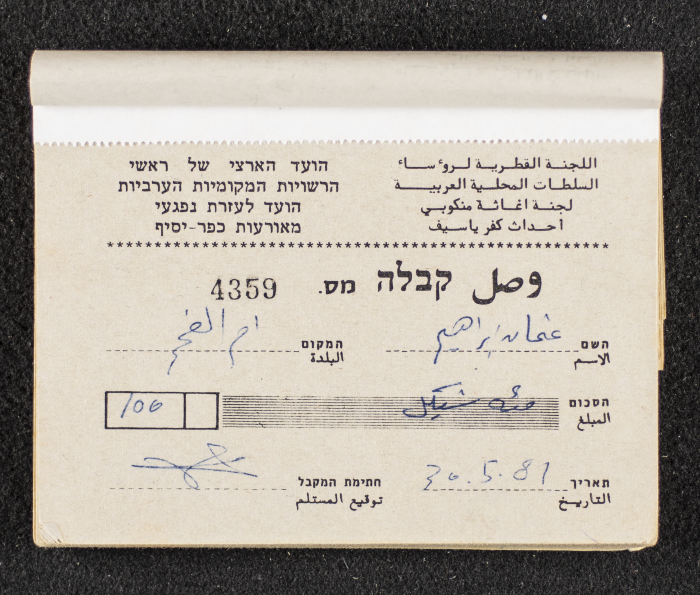 اللجنة القطرية لروءساء
السلطات المحلية العربية
لجنة اغاثة منكوبي
أحداث كفر ياسيف
הועד הארצי של ראשי
הרשויות המקומיות הערביות
הועד לעזרת נפגעי
מאורעות כפר-יסיף
وصل קבלה מס. 4359
השם عثمان ابراهيم המקום ام الفحم
الاسم البلدة
הסכום مئة شيكل 100
المبلغ
תאריך 30.5.81 חתימת המקבל
التاريخ توقيع المستلم